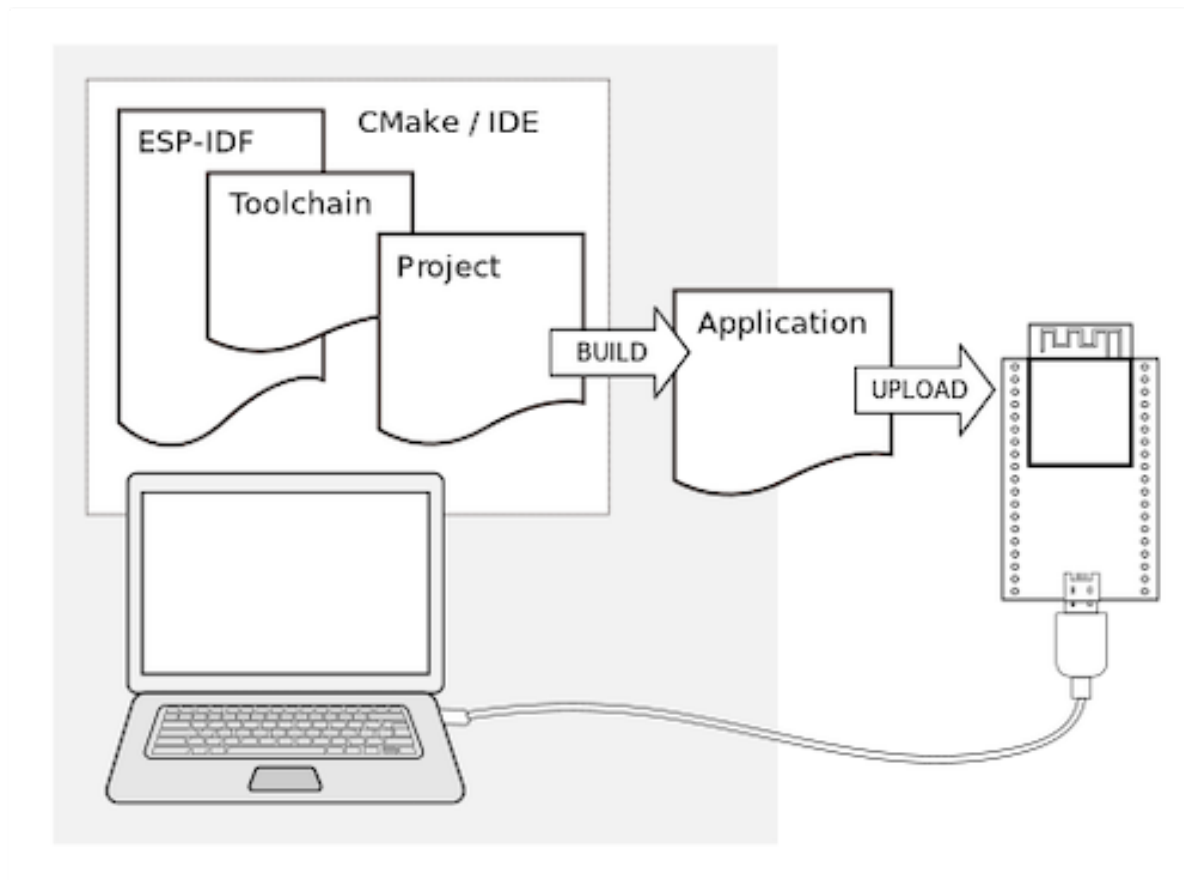 CMake / IDE
ESP-IDF
Toolchain
Project
BUILD
Application
UPLOAD